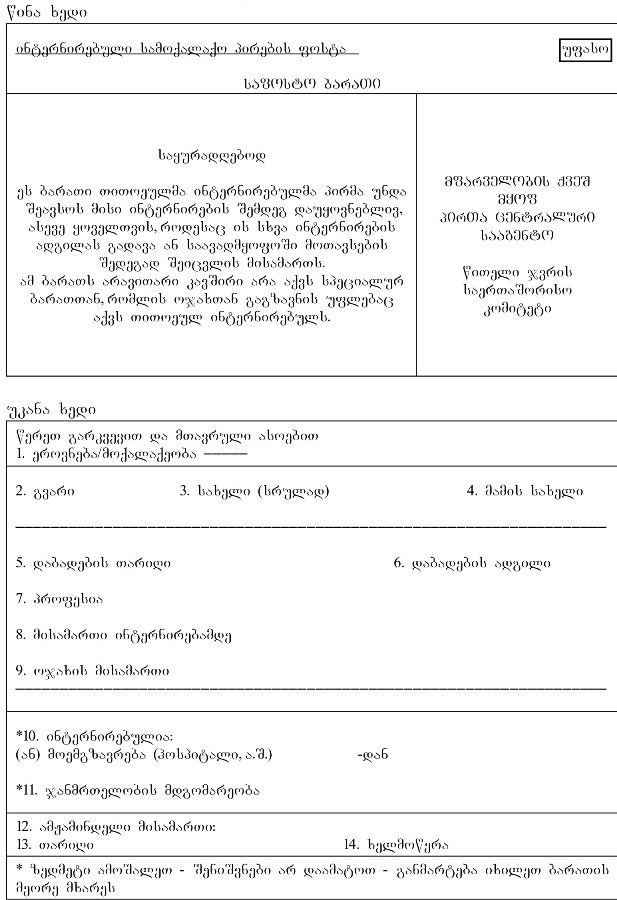 წინა ხედი
ინტერნირებული სამოქალაქო პირების ფოსტა
უფასო
საფოსტო ბარათი
საყურადღებოდ
ეს ბარათი თითოეულმა ინტერნირებულმა პირმა უნდა
შეავსოს მისი ინტერნირების შემდეგ დაუყოვნებლივ,
ასევე ყოველთვის, როდესაც ის სხვა ინტერნირების
ადგილას გადავა ან საავადმყოფოში მოთავსების
შედეგად შეიცვლის მისამართს.
ამ ბარათს არავითარი კავშირი არა აქვს სპეციალურ
ბარათთან, რომლის ოჯახთან გაგზავნის უფლებაც
აქვს თითოეულ ინტერნირებულს.
მფარველობის ქვეშ
მყოფ
პირთა ცენტრალური
სააგენტო
წითელი ჯვრის
საერთაშორისო
კომიტეტი
უკანა ხედი
წერეთ გარკვევით და მთავრული ასოებით
1. ეროვნება/მოქალაქეობა ─────
2. გვარი 3. სახელი (სრულად) 4. მამის სახელი
5. დაბადების თარიღი 6. დაბადების ადგილი
7. პროფესია
8. მისამართი ინტერნირებამდე
9. ოჯახის მისამართი
*10. ინტერნირებულია:
(ან) მოემგზავრება (ჰოსპიტალი, ა.შ.) -დან
*11. ჯანმრთელობის მდგომარეობა
12. ამჟამინდელი მისამართი:
13. თარიღი 14. ხელმოწერა
* ზედმეტი ამოშალეთ - შენიშვნები არ დაამატოთ - განმარტება იხილეთ ბარათის
მეორე მხარეს